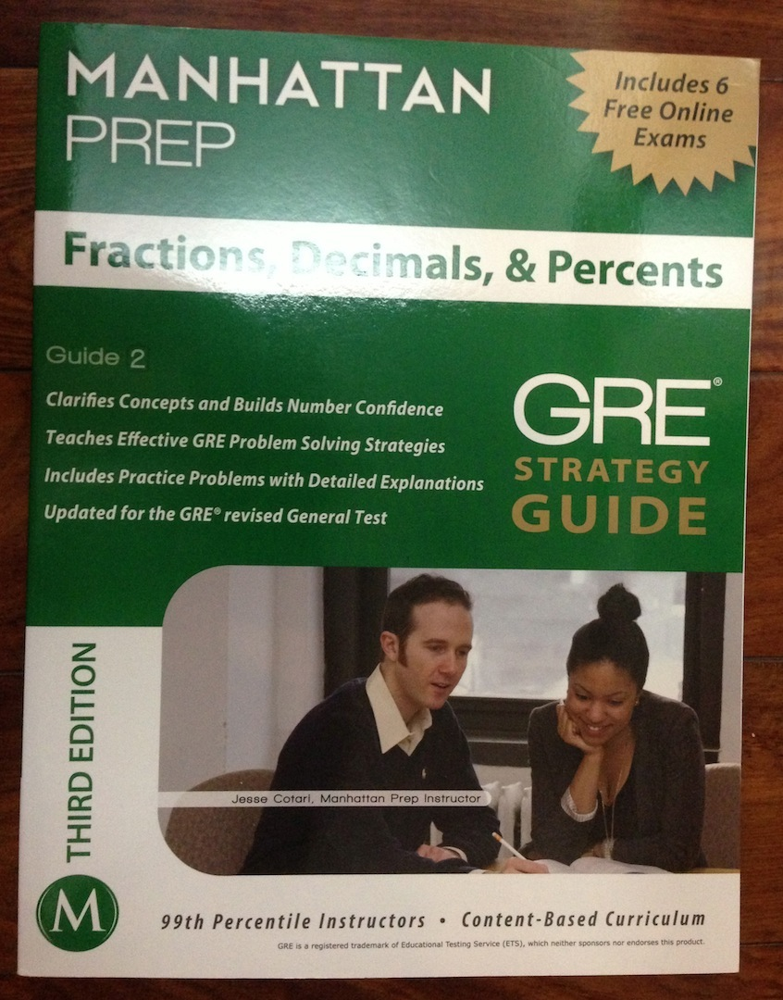 MANHATTAN
PREP
Includes 6
Free Online
Exams
Fractions, Decimals, & Percents
Guide 2
Clarifies Concepts and Builds Number Confidence
Teaches Effective GRE Problem Solving Strategies
Includes Practice Problems with Detailed Explanations
Updated for the GRE® revised General Test
GRE®
STRATEGY
GUIDE
THIRD EDITION
Jesse Cotari, Manhattan Prep Instructor
M
99th Percentile Instructors • Content-Based Curriculum
GRE is a registered trademark of Educational Testing Service (ETS), which neither sponsors nor endorses this product.